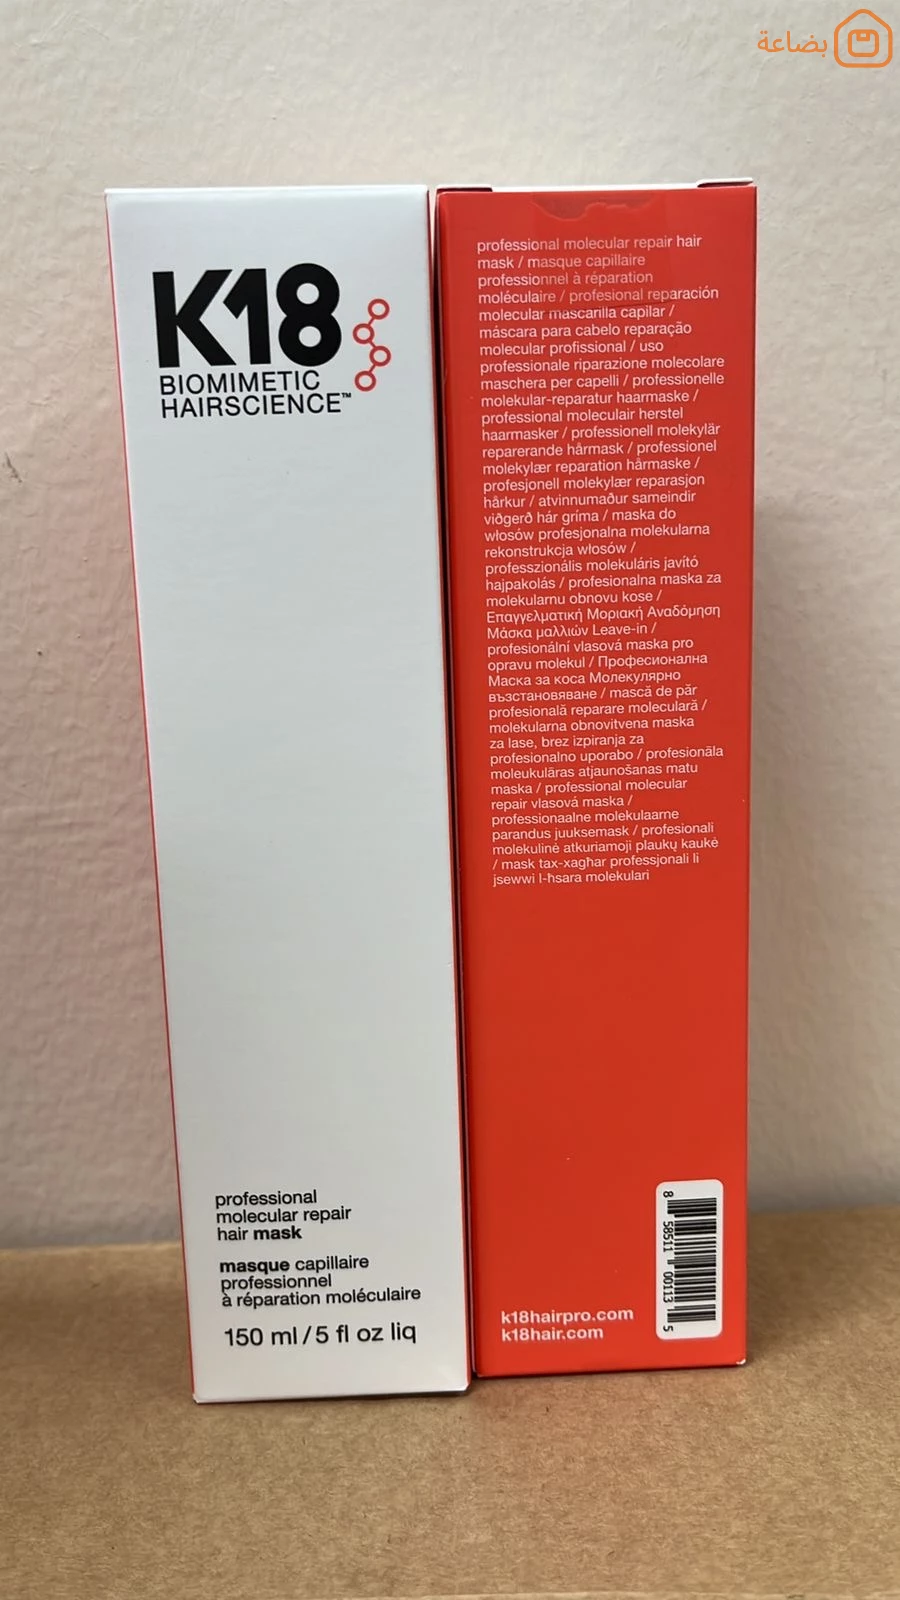 بضاعة
K18
BIOMIMETIC
HAIRSCIENCE™
professional
molecular repair
hair mask
masque capillaire
professionnel
à réparation moléculaire
150 ml / 5 fl oz liq
professional molecular repair hair
mask / masque capillaire
professionnel à réparation
moléculaire / profesional reparación
molecular mascarilla capilar /
máscara para cabelo reparação
molecular profissional / uso
professionale riparazione molecolare
maschera per capelli / professionelle
molekular-reparatur haarmaske /
professional moleculair herstel
haarmasker / professionell molekylär
reparerande hårmask / professionel
molekylær reparation hårmaske /
profesjonell molekylær reparasjon
hårkur / atvinnumaður sameindir
viðgerð hár gríma / maska do
włosów profesjonalna molekularna
rekonstrukcja włosów /
professzionális molekuláris javító
hajpakolás / profesionalna maska za
molekularnu obnovu kose /
Επαγγελματική Μοριακή Αναδόμηση
Μάσκα μαλλιών Leave-in /
profesionální vlasová maska pro
opravu molekul / Професионална
Маска за коса Молекулярно
възстановяване / mască de păr
profesională reparare moleculară /
molekularna obnovitvena maska
za lase, brez izpiranja za
profesionalno uporabo / profesionāla
moleukulāras atjaunošanas matu
maska / professional molecular
repair vlasová maska /
professionaalne molekulaarne
parandus juuksemask / profesionali
molekulinė atkuriamoji plaukų kaukė
/ mask tax-xagħar professjonali li
jsewwi l-ħsara molekulari
k18hairpro.com
k18hair.com
8 58511 00113 5